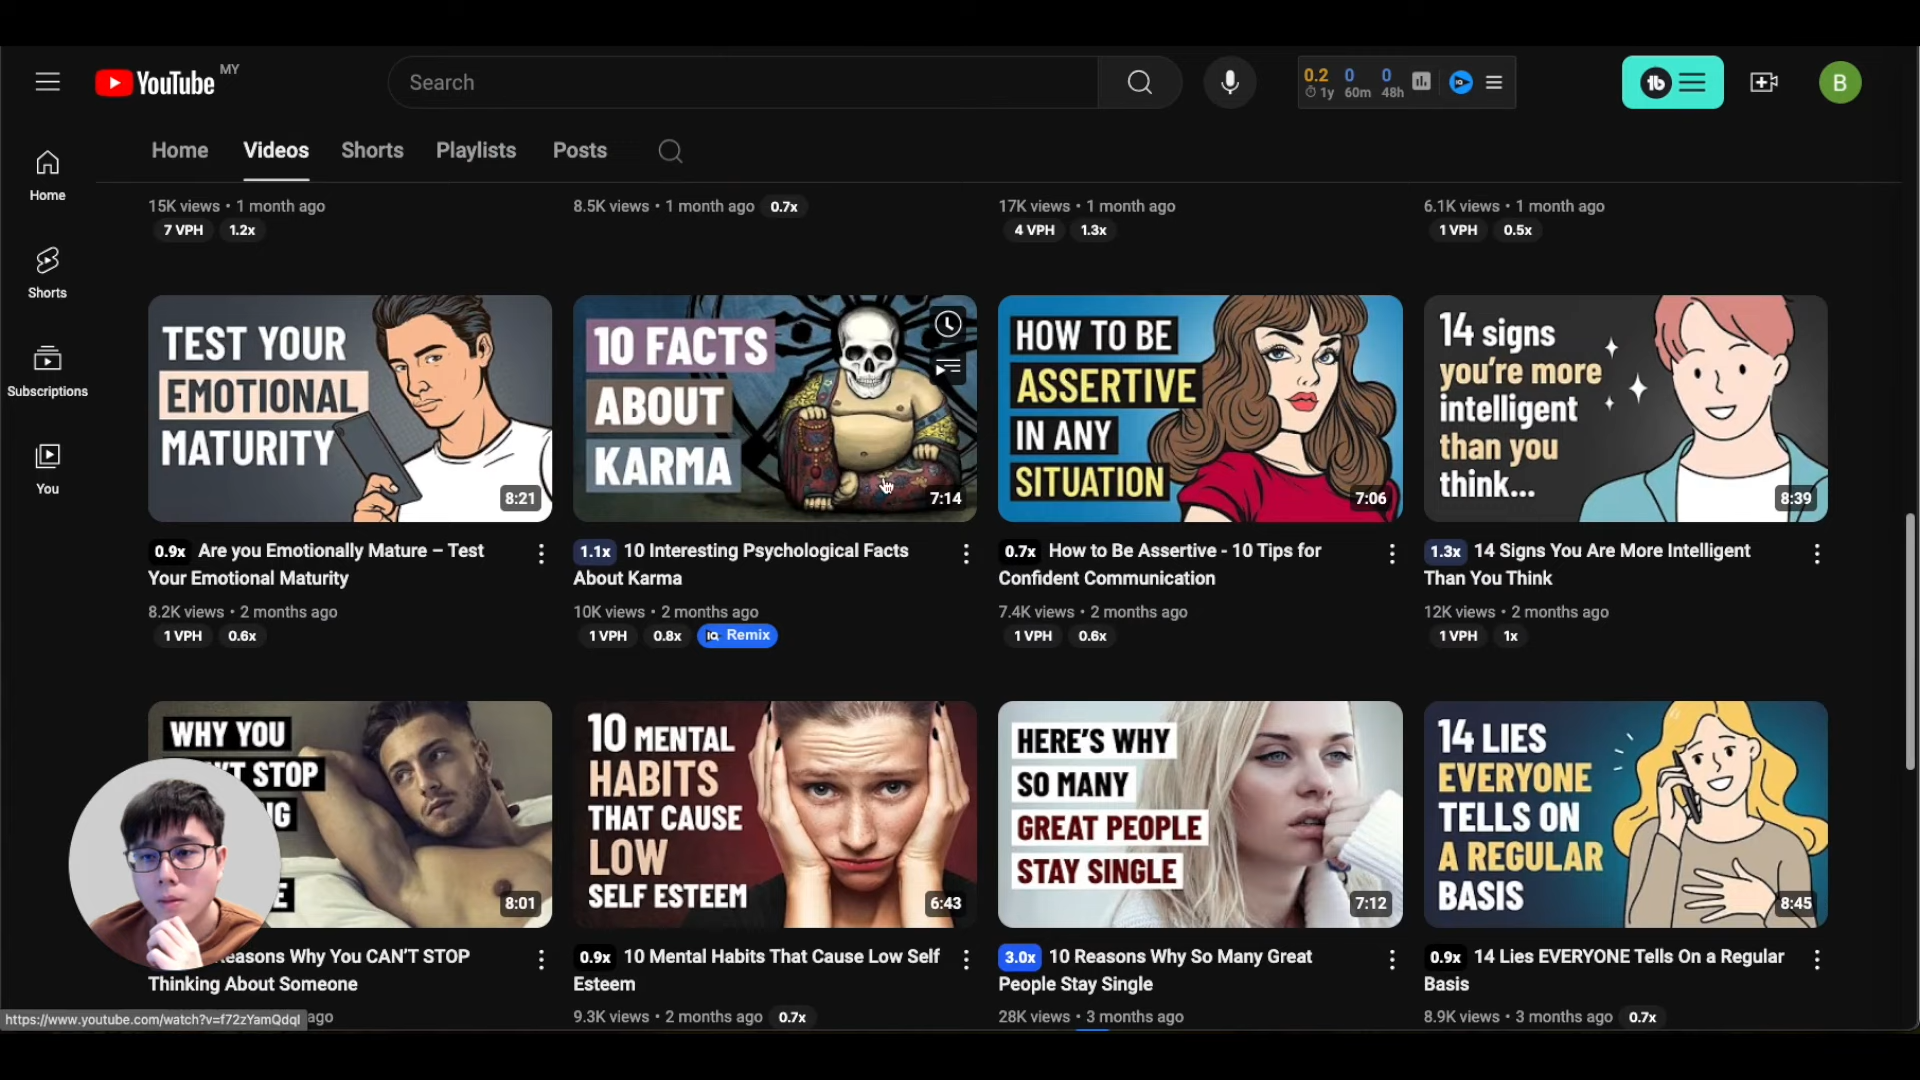 YouTube MY
Search
0.2 0 0
1y 60m 48h
B
Home Videos Shorts Playlists Posts
Home
Shorts
Subscriptions
You
15K views • 1 month ago
7 VPH 1.2x
8.5K views • 1 month ago 0.7x
17K views • 1 month ago
4 VPH 1.3x
6.1K views • 1 month ago
1 VPH 0.5x
TEST YOUR
EMOTIONAL
MATURITY
8:21
10 FACTS
ABOUT
KARMA
7:14
HOW TO BE
ASSERTIVE
IN ANY
SITUATION
7:06
14 signs
you're more
intelligent
than you
think...
8:39
0.9x Are you Emotionally Mature – Test
Your Emotional Maturity
8.2K views • 2 months ago
1 VPH 0.6x
1.1x 10 Interesting Psychological Facts
About Karma
10K views • 2 months ago
1 VPH 0.8x Remix
0.7x How to Be Assertive - 10 Tips for
Confident Communication
7.4K views • 2 months ago
1 VPH 0.6x
1.3x 14 Signs You Are More Intelligent
Than You Think
12K views • 2 months ago
1 VPH 1x
WHY YOU
STOP
8:01
10 MENTAL
HABITS
THAT CAUSE
LOW
SELF ESTEEM
6:43
HERE'S WHY
SO MANY
GREAT PEOPLE
STAY SINGLE
7:12
14 LIES
EVERYONE
TELLS ON
A REGULAR
BASIS
8:45
Why You CAN'T STOP
Thinking About Someone
ago
0.9x 10 Mental Habits That Cause Low Self
Esteem
9.3K views • 2 months ago 0.7x
3.0x 10 Reasons Why So Many Great
People Stay Single
28K views • 3 months ago
0.9x 14 Lies EVERYONE Tells On a Regular
Basis
8.9K views • 3 months ago 0.7x
https://www.youtube.com/watch?v=f72zYamQdqI